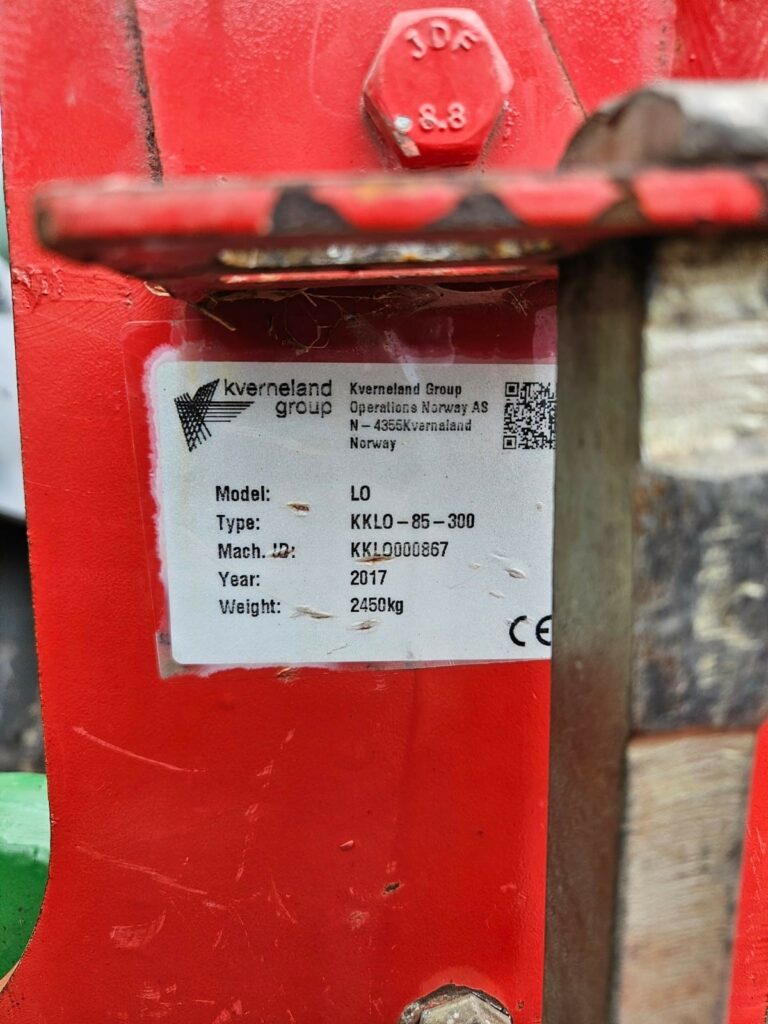 JDF
8.8
kverneland
group
Kverneland Group
Operations Norway AS
N-4355Kvernaland
Norway
Model: LO
Type: KKLO-85-300
Mach. ID: KKLO000867
Year: 2017
Weight: 2450kg
CE